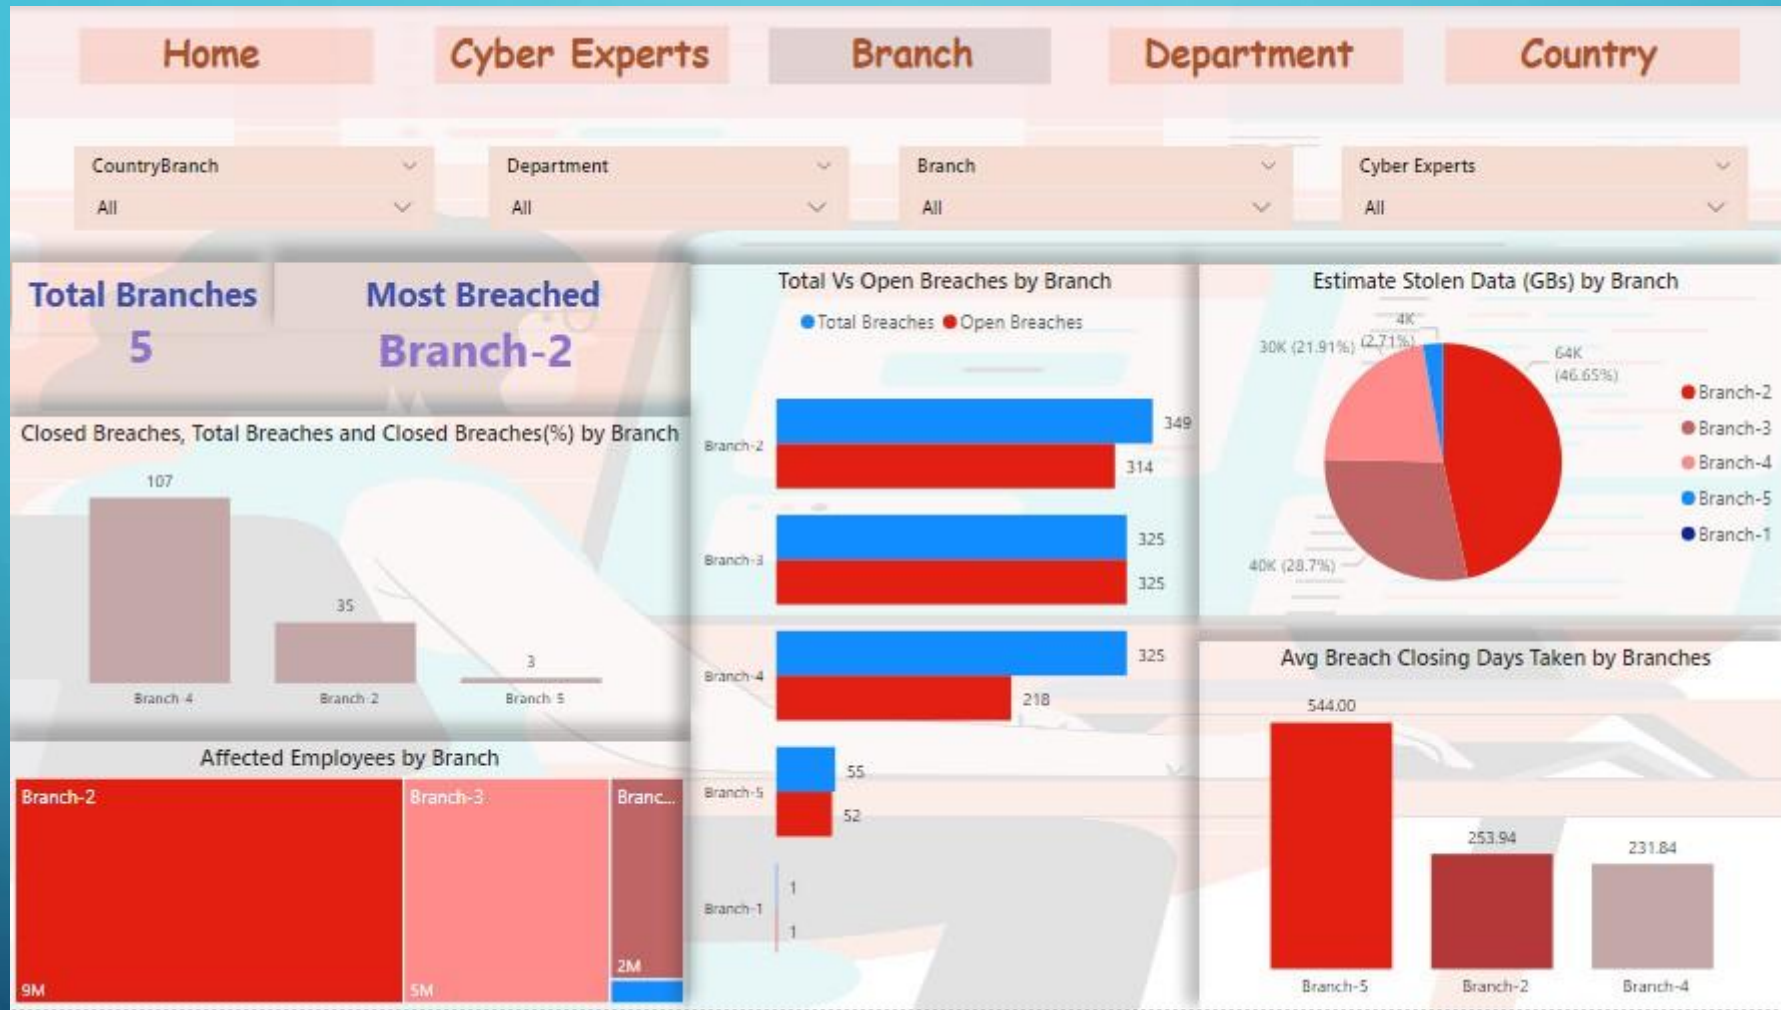 Home
Cyber Experts
Branch
Department
Country
CountryBranch
All
Department
All
Branch
All
Cyber Experts
All
Total Branches
5
Most Breached
Branch-2
Closed Breaches, Total Breaches and Closed Breaches(%) by Branch
107
35
3
Branch-4
Branch-2
Branch-5
Affected Employees by Branch
Branch-2
9M
Branch-3
5M
Branc...
2M
Total Vs Open Breaches by Branch
Total Breaches
Open Breaches
Branch-2
349
314
Branch-3
325
325
Branch-4
325
218
Branch-5
55
52
Branch-1
1
1
Estimate Stolen Data (GBs) by Branch
4K
(2.71%)
30K (21.91%)
64K
(46.65%)
40K (28.7%)
Branch-2
Branch-3
Branch-4
Branch-5
Branch-1
Avg Breach Closing Days Taken by Branches
544.00
253.94
231.84
Branch-5
Branch-2
Branch-4